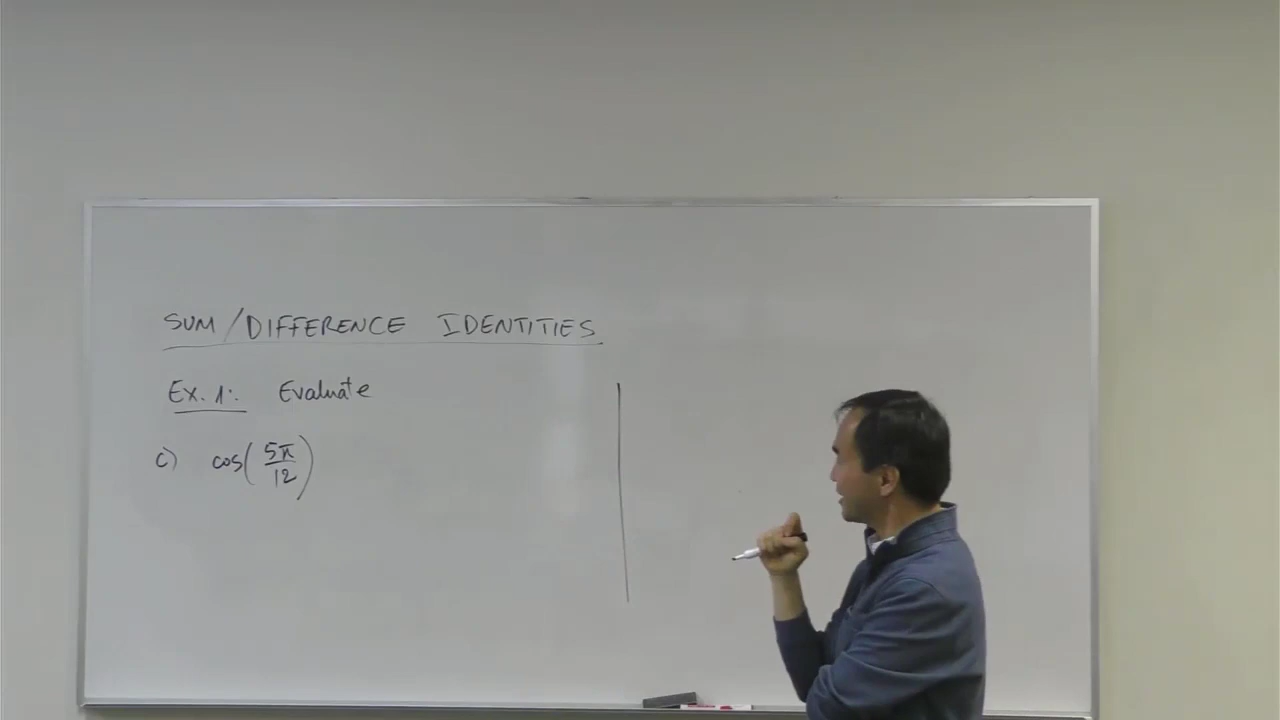 SUM/DIFFERENCE IDENTITIES
Ex. 1: Evaluate
c) cos(5π/12)